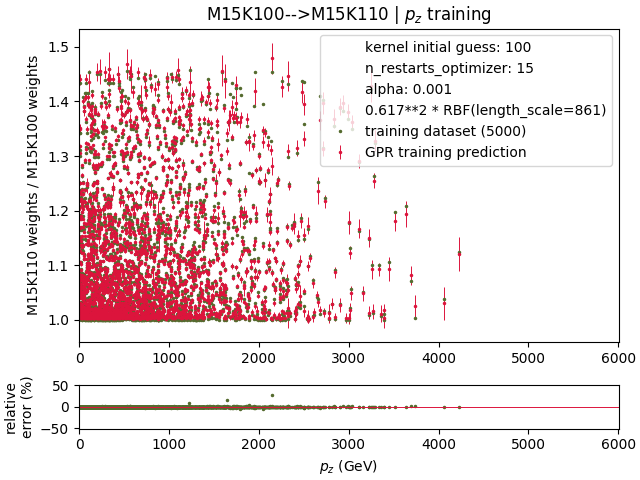 M15K100-->M15K110 | p_z training
M15K110 weights / M15K100 weights
1.5
1.4
1.3
1.2
1.1
1.0
kernel initial guess: 100
n_restarts_optimizer: 15
alpha: 0.001
0.617**2 * RBF(length_scale=861)
training dataset (5000)
GPR training prediction
0 1000 2000 3000 4000 5000 6000
relative
error (%)
50
0
−50
0 1000 2000 3000 4000 5000 6000
p_z (GeV)